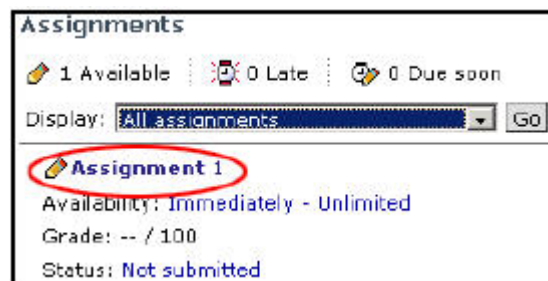 Assignments
1 Available 0 Late 0 Due soon
Display: All assignments Go
Assignment 1
Availability: Immediately - Unlimited
Grade: -- / 100
Status: Not submitted